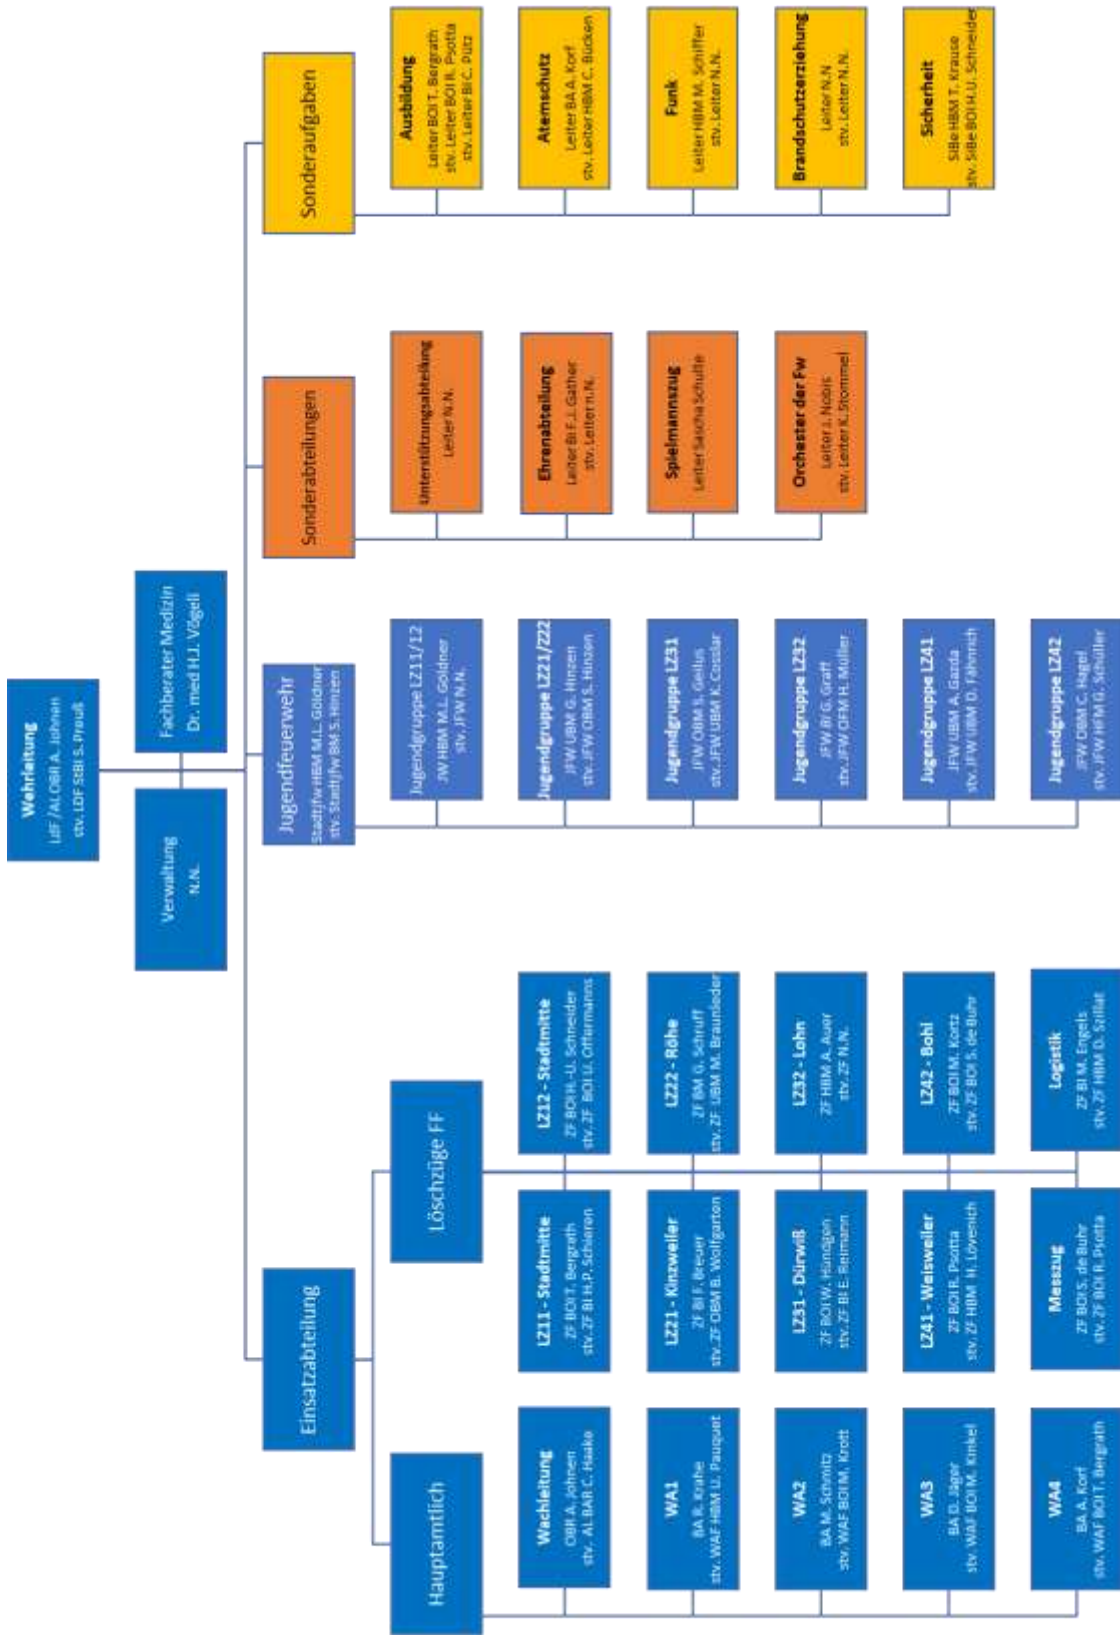 Wehrleitung
LdF /AL OBR A. Johnen
stv. LDF StBI S. Preuß
Verwaltung
N.N.
Fachberater Medizin
Dr. med H.J. Vögeli
Einsatzabteilung
Hauptamtlich
Wachleitung
OBR A. Johnen
stv. AL BAR C. Haake
WA1
BA R. Krahe
stv. WAF HBM U. Pauquet
WA2
BA M. Schmitz
stv. WAF BOI M. Krott
WA3
BA D. Jäger
stv. WAF BOI M. Kinkel
WA4
BA A. Korf
stv. WAF BOI T. Bergrath
Löschzüge FF
LZ11 - Stadtmitte
ZF BOI T. Bergrath
stv. ZF BI H.P. Schieren
LZ12 - Stadtmitte
ZF BOI H.-U. Schneider
stv. ZF BOI U. Offermanns
LZ21 - Kinzweiler
ZF BI F. Breuer
stv. ZF OBM B. Wolfgarten
LZ22 - Röhe
ZF BM G. Schruff
stv. ZF UBM M. Braunleder
LZ31 - Dürwiß
ZF BOI W. Hündgen
stv. ZF BI E. Reimann
LZ32 - Lohn
ZF HBM A. Auer
stv. ZF N.N.
LZ41 - Weisweiler
ZF BOI R. Psotta
stv. ZF HBM H. Lövenich
LZ42 - Bohl
ZF BOI M. Kortz
stv. ZF BOI S. de Buhr
Messzug
ZF BOI S. de Buhr
stv. ZF BOI R. Psotta
Logistik
ZF BI M. Engels
stv. ZF HBM D. Szillat
Jugendfeuerwehr
Stadtjfw HBM M.L. Göldner
stv. Stadtjfw BM S. Hinzen
Jugendgruppe LZ11/12
JW HBM M.L. Göldner
stv. JFW N.N.
Jugendgruppe LZ21/Z22
JFW UBM G. Hinzen
stv. JFW OBM S. Hinzen
Jugendgruppe LZ31
JFW OBM S. Geilus
stv. JFW UBM K. Cosslar
Jugendgruppe LZ32
JFW BI G. Graff
stv. JFW OFM H. Müller
Jugendgruppe LZ41
JFW UBM A. Gazda
stv. JFW UBM D. Fähnrich
Jugendgruppe LZ42
JFW OBM C. Hagel
stv. JFW HFM G. Schüller
Sonderabteilungen
Unterstützungsabteilung
Leiter N.N.
Ehrenabteilung
Leiter BI F.J. Gather
stv. Leiter n.N.
Spielmannszug
Leiter Sascha Schulte
Orchester der Fw
Leiter J. Nobis
stv. Leiter K. Stommel
Sonderaufgaben
Ausbildung
Leiter BOI T. Bergrath
stv. Leiter BOI R. Psotta
stv. Leiter BI C. Pütz
Atemschutz
Leiter BA A. Korf
stv. Leiter HBM C. Bücken
Funk
Leiter HBM M. Schiffer
stv. Leiter N.N.
Brandschutzerziehung
Leiter N.N
stv. Leiter N.N.
Sicherheit
SiBe HBM T. Krause
stv. SiBe BOI H.U. Schneider